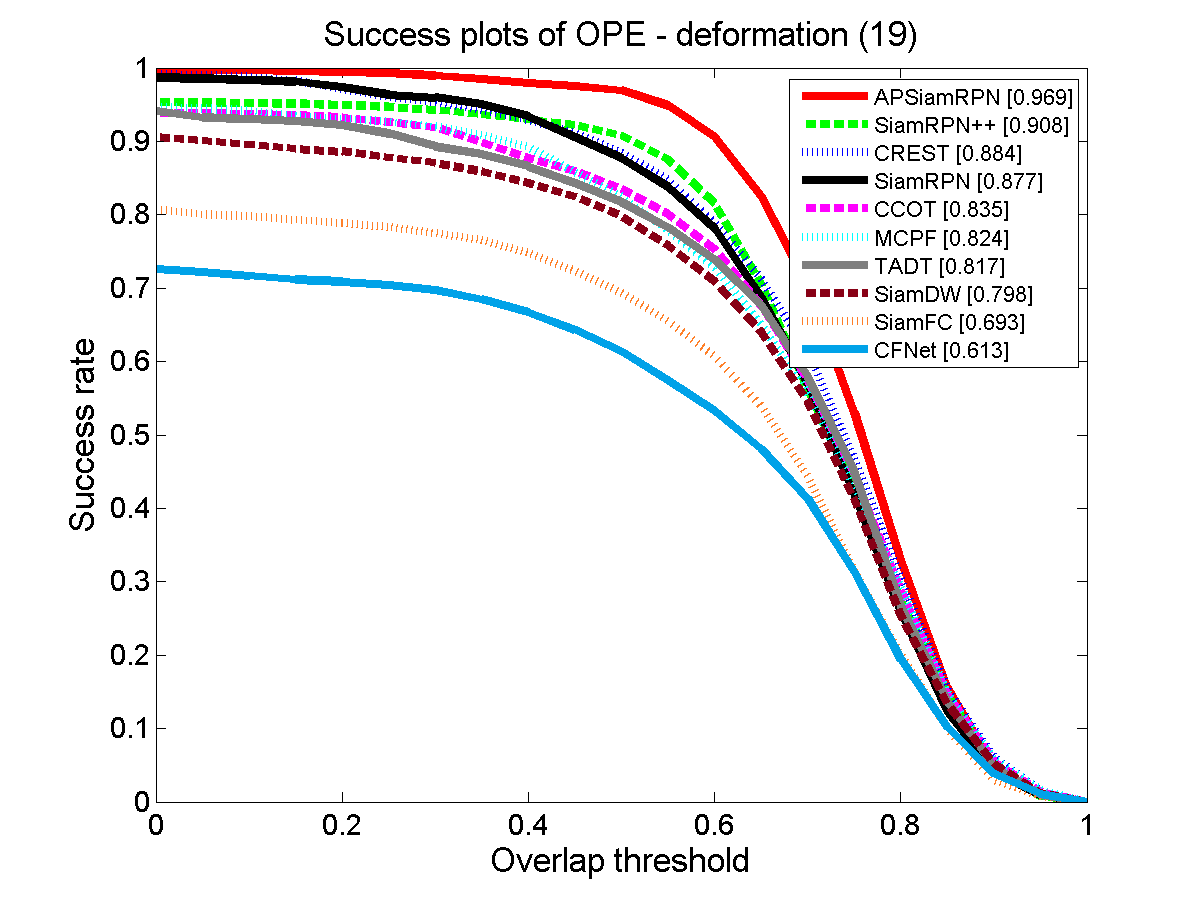 Success plots of OPE - deformation (19)
1
0.9
0.8
0.7
0.6
0.5
0.4
0.3
0.2
0.1
0
Success rate
APSiamRPN [0.969]
SiamRPN++ [0.908]
CREST [0.884]
SiamRPN [0.877]
CCOT [0.835]
MCPF [0.824]
TADT [0.817]
SiamDW [0.798]
SiamFC [0.693]
CFNet [0.613]
0 0.2 0.4 0.6 0.8 1
Overlap threshold